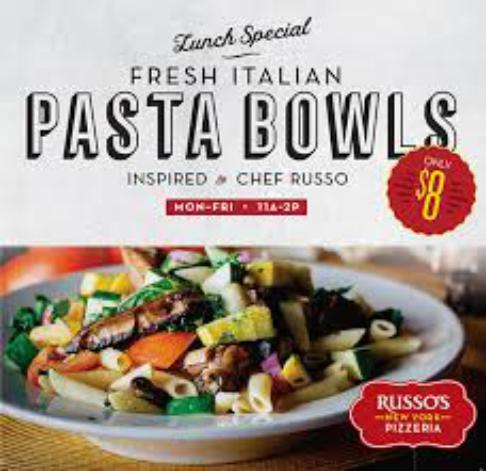 Lunch Special
FRESH ITALIAN
PASTA BOWLS
INSPIRED by CHEF RUSSO
MON-FRI • 11A-2P
ONLY
$8
RUSSO'S
NEW YORK
PIZZERIA